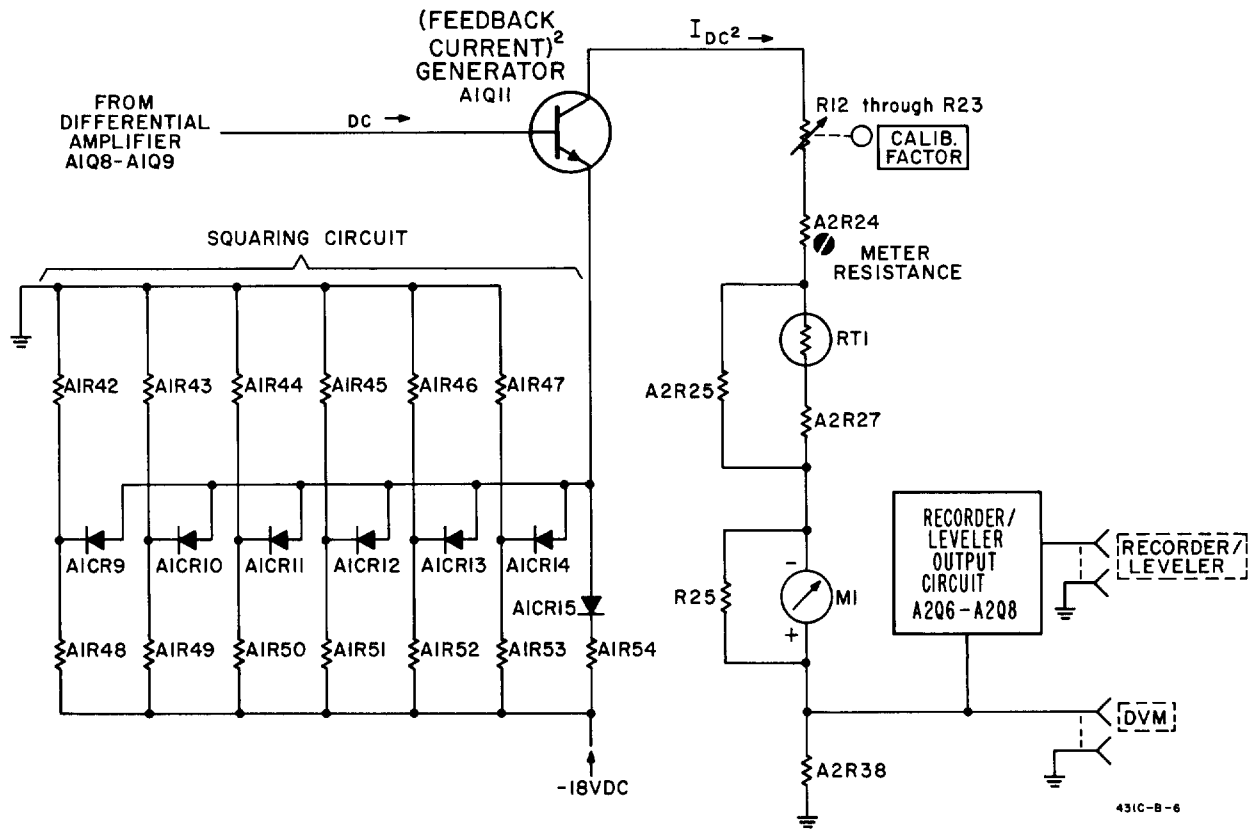 (FEEDBACK
CURRENT)²
GENERATOR
A1Q11
I DC² →
FROM
DIFFERENTIAL
AMPLIFIER
A1Q8-A1Q9
DC →
R12 through R23
CALIB.
FACTOR
A2R24
METER
RESISTANCE
SQUARING CIRCUIT
RT1
A1R42
A1R43
A1R44
A1R45
A1R46
A1R47
A2R25
A2R27
A1CR9
A1CR10
A1CR11
A1CR12
A1CR13
A1CR14
A1CR15
RECORDER/
LEVELER
OUTPUT
CIRCUIT
A2Q6-A2Q8
RECORDER/
LEVELER
R25
-
M1
+
A1R48
A1R49
A1R50
A1R51
A1R52
A1R53
A1R54
DVM
A2R38
-18VDC
431C-B-6